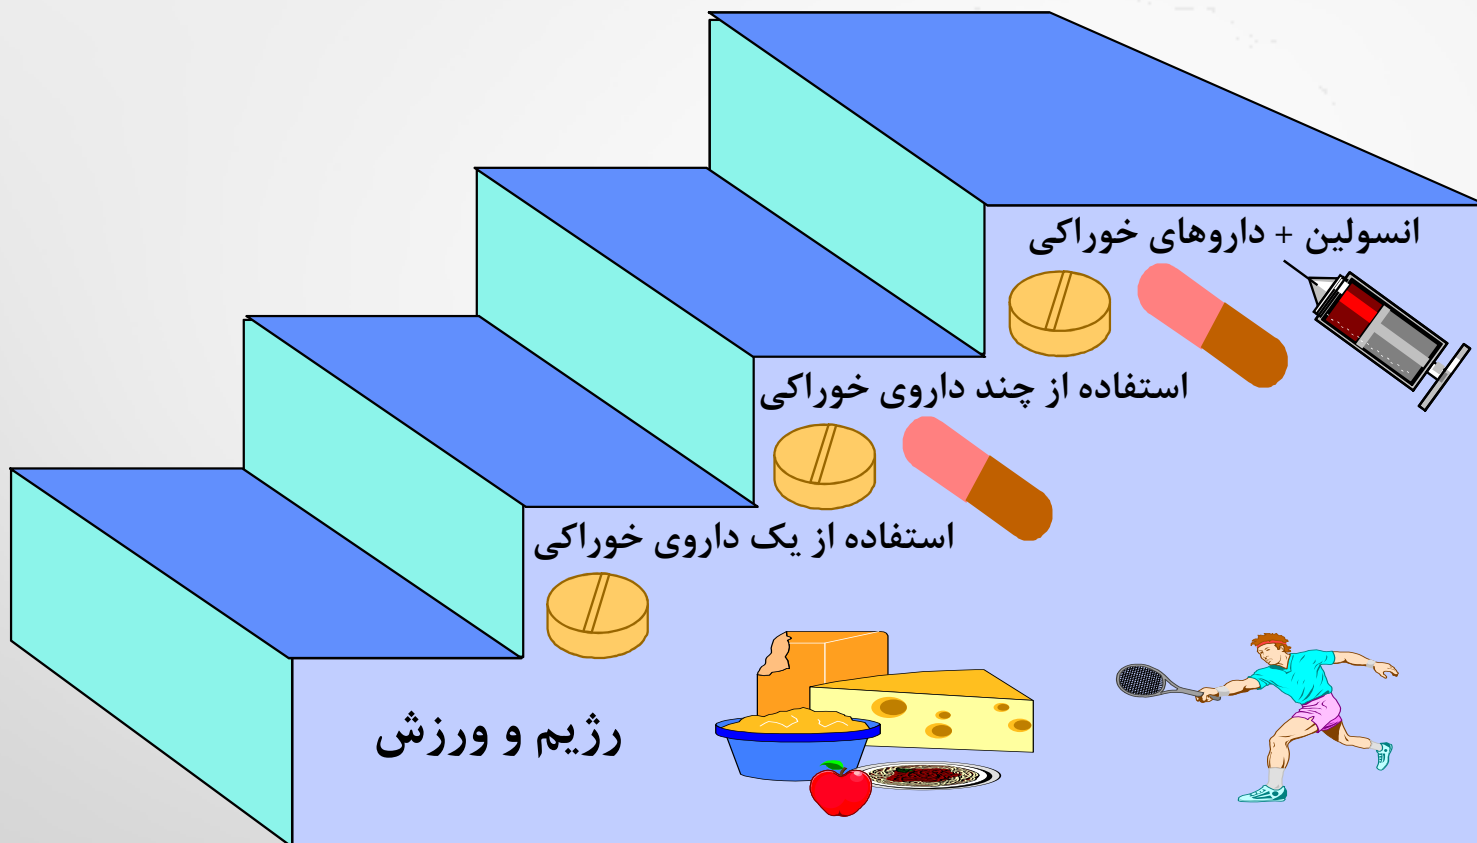 انسولین + داروهای خوراکی
استفاده از چند داروی خوراکی
استفاده از یک داروی خوراکی
رژیم و ورزش